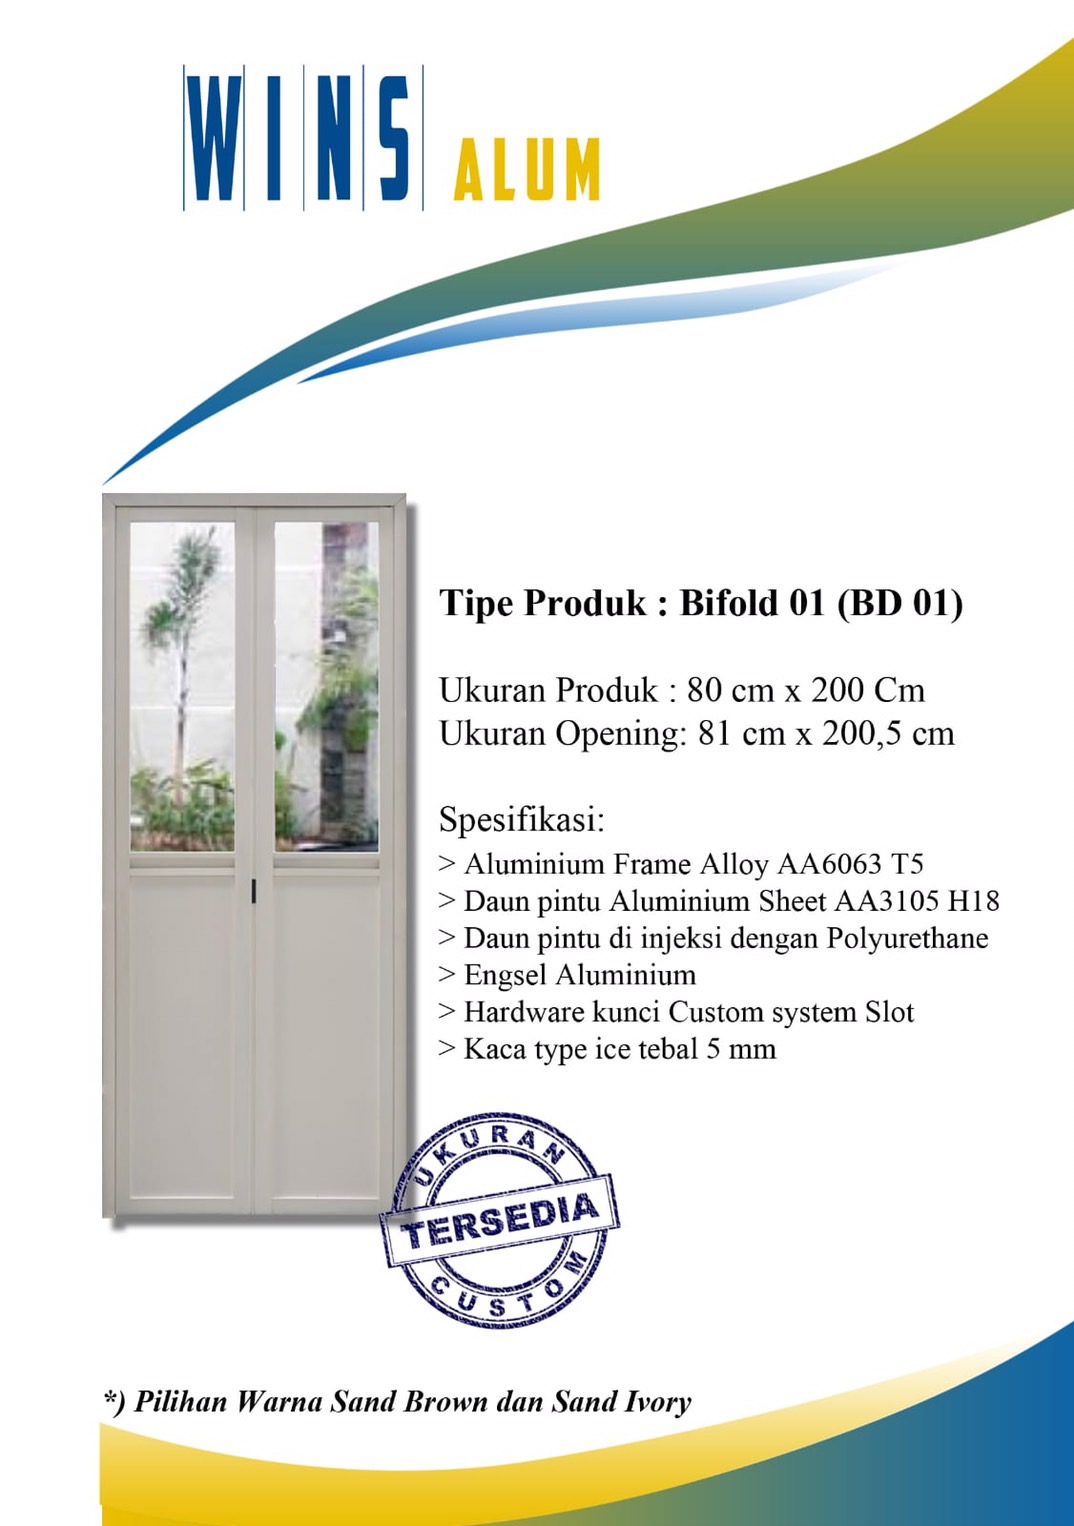 WINS ALUM
Tipe Produk : Bifold 01 (BD 01)
Ukuran Produk : 80 cm x 200 Cm
Ukuran Opening: 81 cm x 200,5 cm
Spesifikasi:
> Aluminium Frame Alloy AA6063 T5
> Daun pintu Aluminium Sheet AA3105 H18
> Daun pintu di injeksi dengan Polyurethane
> Engsel Aluminium
> Hardware kunci Custom system Slot
> Kaca type ice tebal 5 mm
UKURAN
TERSEDIA
CUSTOM
*) Pilihan Warna Sand Brown dan Sand Ivory